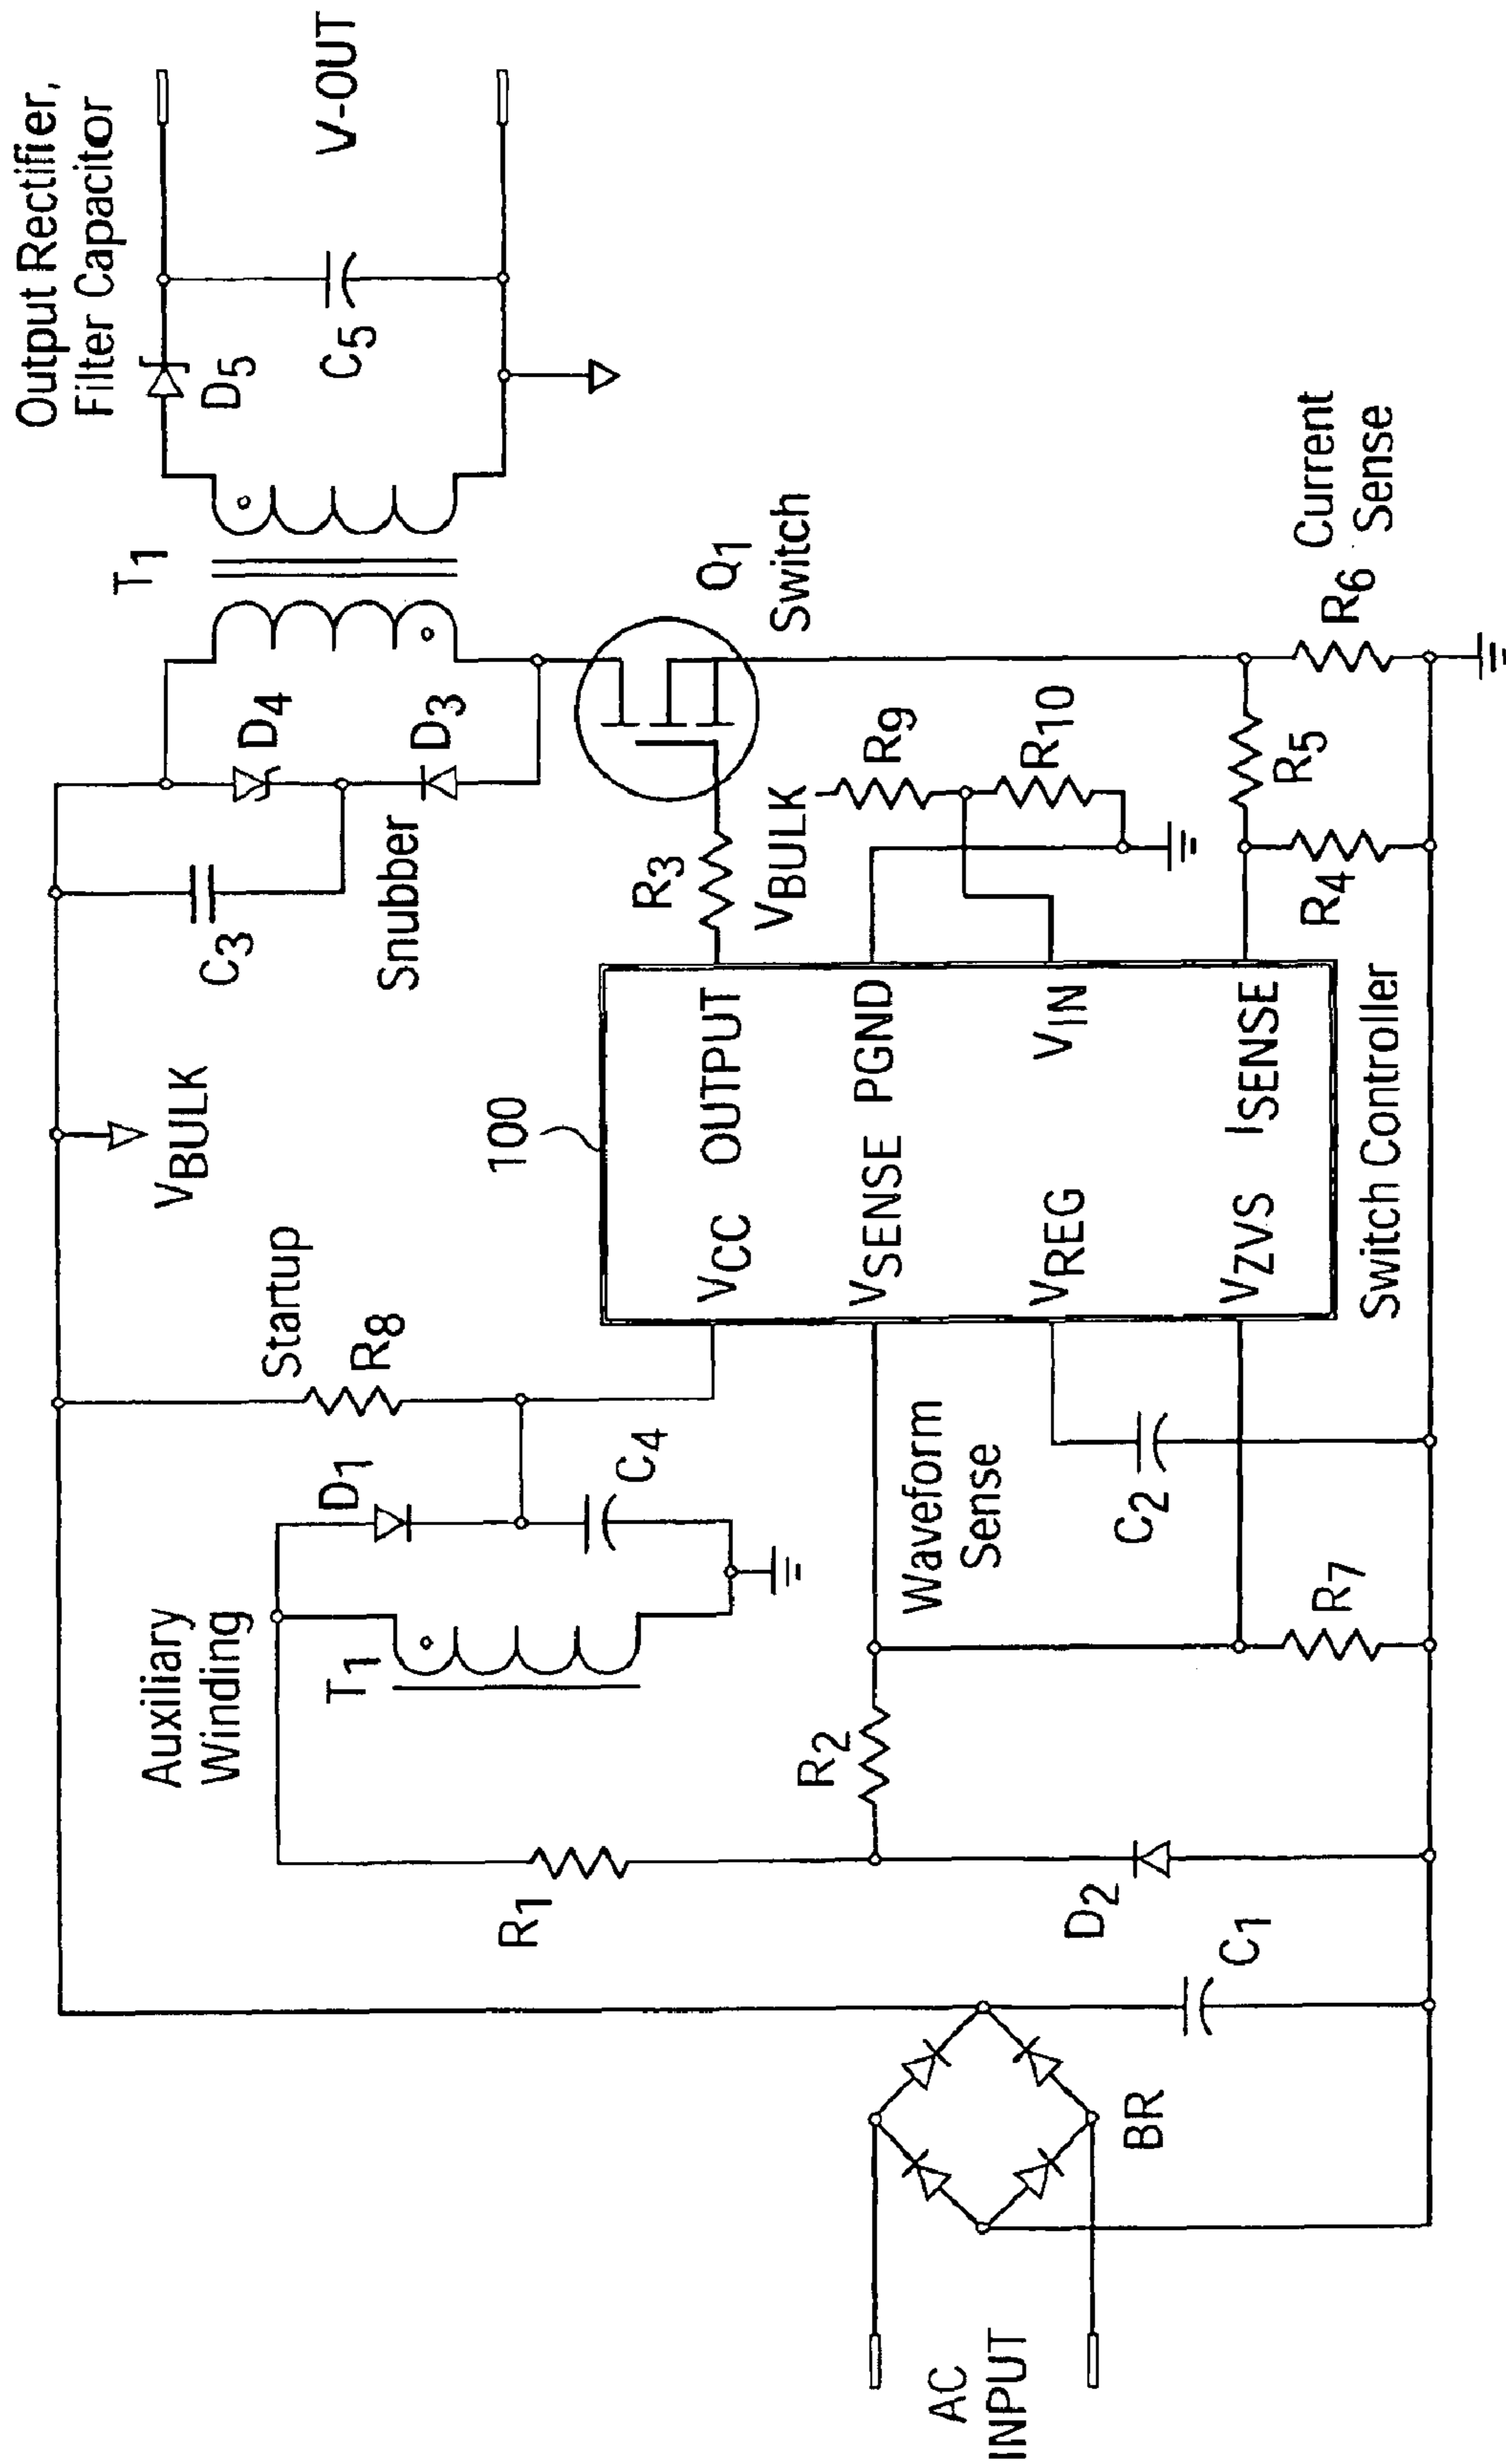 Output Rectifier,
Filter Capacitor
V-OUT
D5
C5
T1
D4
D3
C3
Snubber
VBULK
Q1
Switch
R3
VBULK
R9
R10
R5
R4
R6
Current
Sense
100
VCC
OUTPUT
VSENSE
PGND
VREG
VIN
VZVS
ISENSE
Switch Controller
Startup
R8
D1
C4
Auxiliary
Winding
T1
Waveform
Sense
C2
R7
R2
R1
D2
C1
BR
AC
INPUT